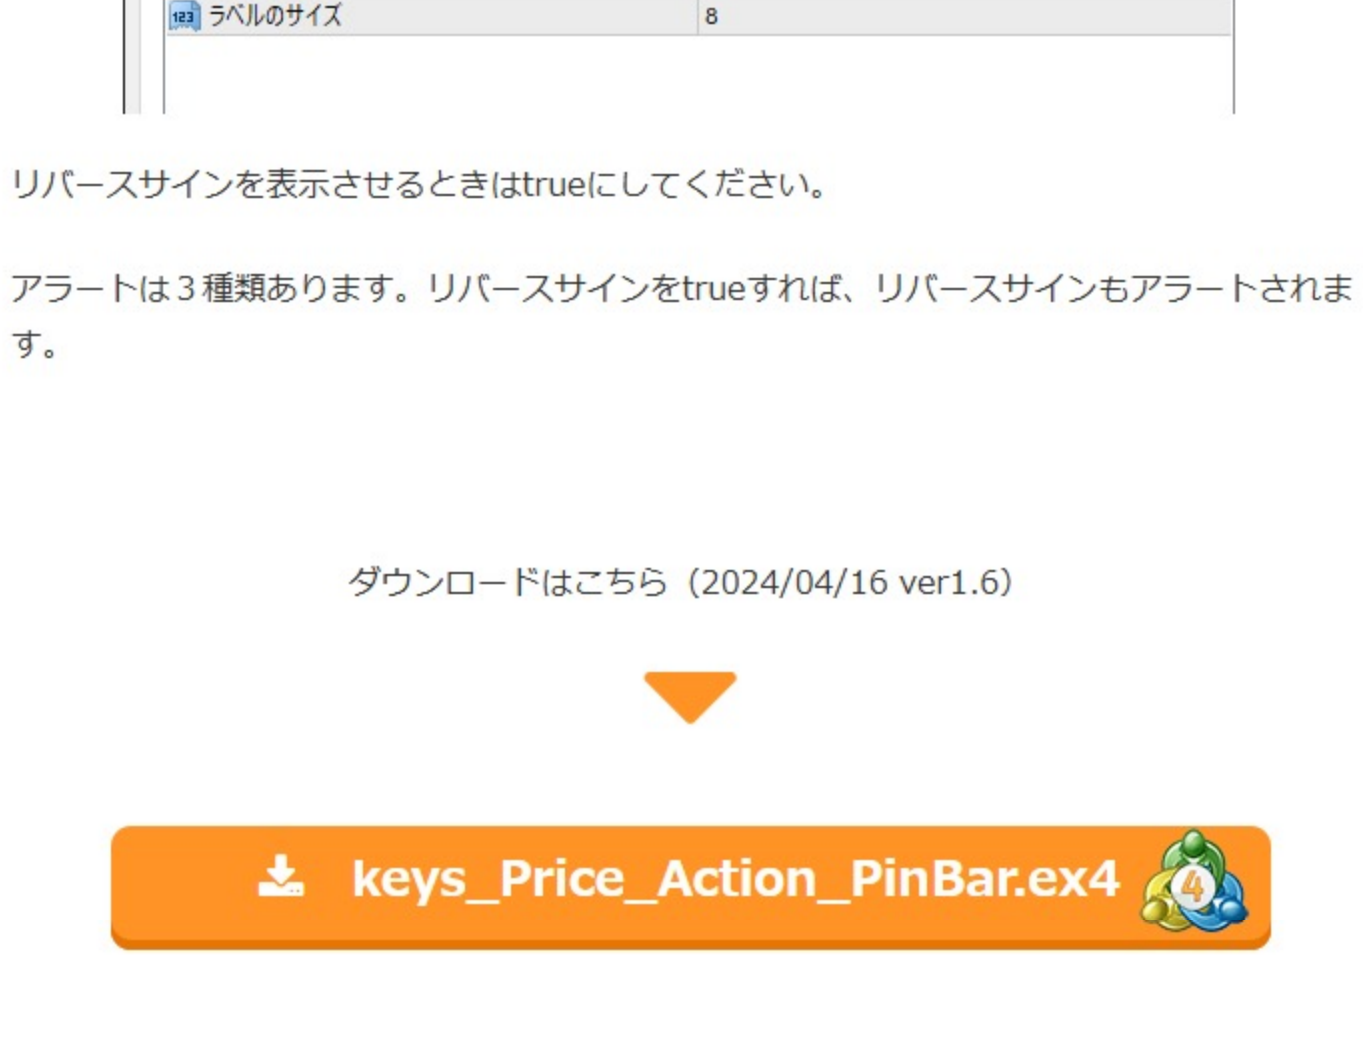 123 ラベルのサイズ 8
リバースサインを表示させるときはtrueにしてください。
アラートは３種類あります。リバースサインをtrueすれば、リバースサインもアラートされま
す。
ダウンロードはこちら（2024/04/16 ver1.6）
keys_Price_Action_PinBar.ex4 4